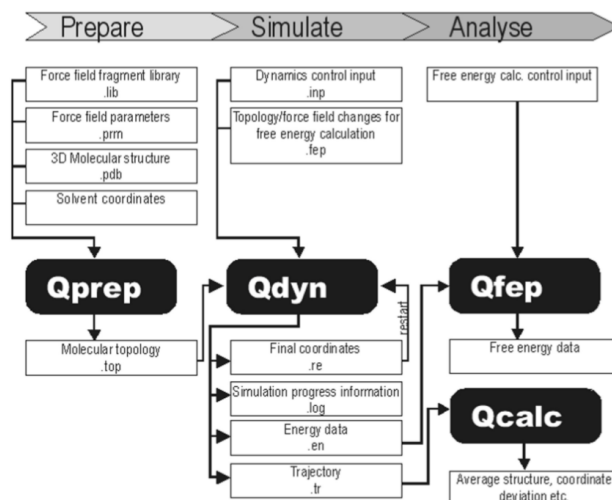 Prepare
Simulate
Analyse
Force field fragment library
.lib
Force field parameters
.prm
3D Molecular structure
.pdb
Solvent coordinates
Dynamics control input
.inp
Topology/force field changes for
free energy calculation
.fep
Free energy calc. control input
Qprep
Qdyn
Qfep
restart
Molecular topology
.top
Final coordinates
.re
Simulation progress information
.log
Energy data
.en
Trajectory
.tr
Free energy data
Qcalc
Average structure, coordinate
deviation etc.